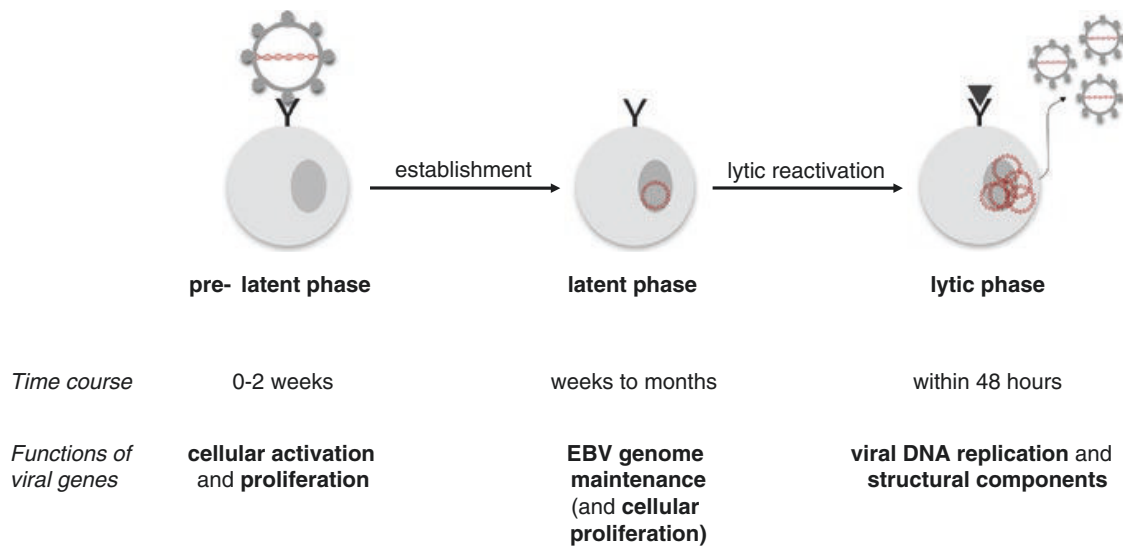 establishment
lytic reactivation
pre- latent phase
latent phase
lytic phase
Time course
0-2 weeks
weeks to months
within 48 hours
Functions of
viral genes
cellular activation
and proliferation
EBV genome
maintenance
(and cellular
proliferation)
viral DNA replication and
structural components